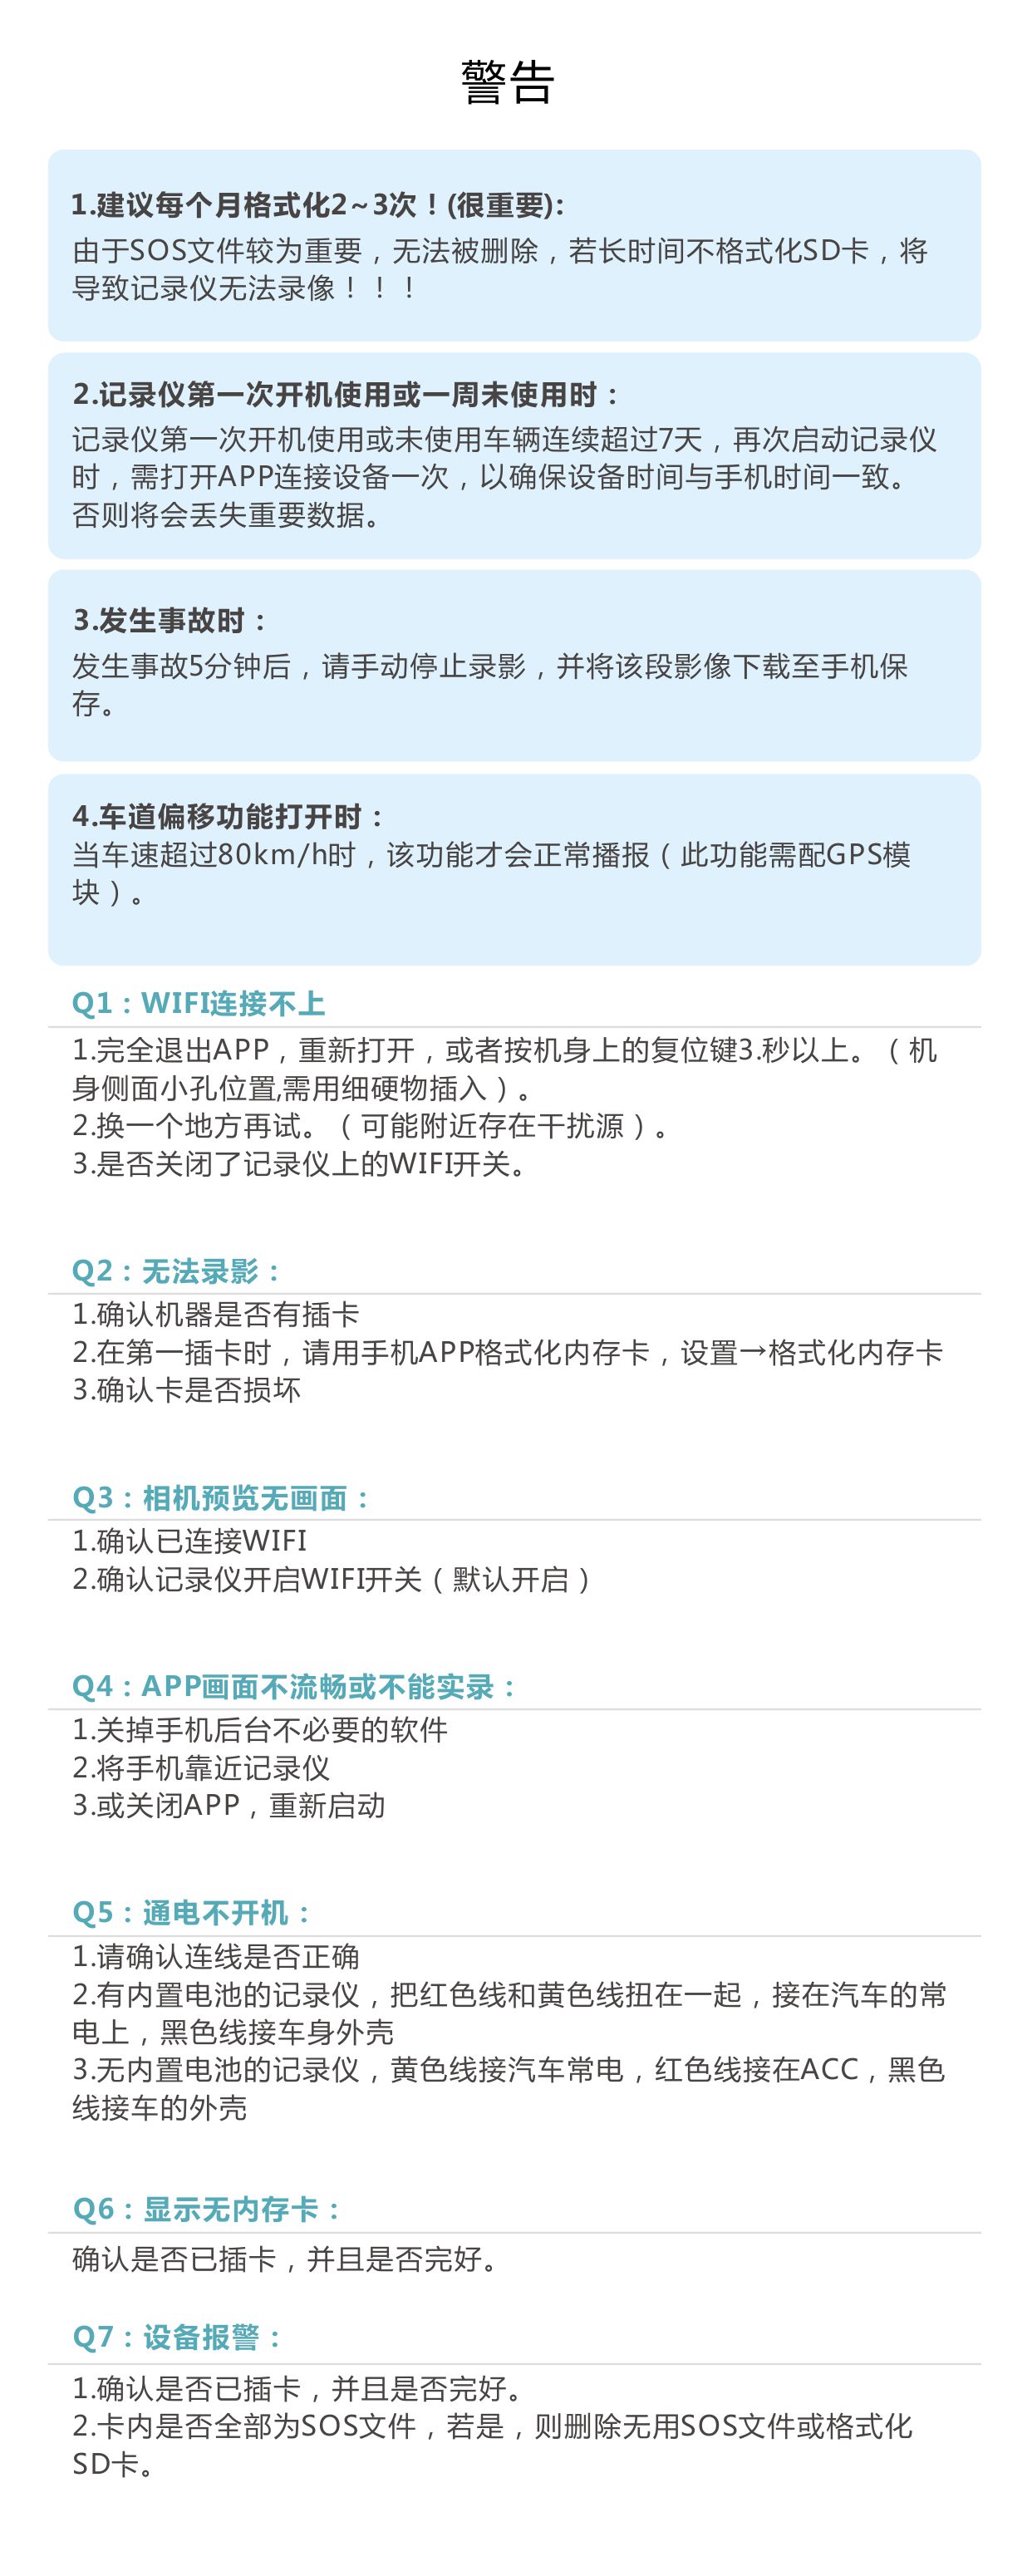 警告
1.建议每个月格式化2~3次！(很重要):
由于SOS文件较为重要，无法被删除，若长时间不格式化SD卡，将
导致记录仪无法录像！！！
2.记录仪第一次开机使用或一周未使用时：
记录仪第一次开机使用或未使用车辆连续超过7天，再次启动记录仪
时，需打开APP连接设备一次，以确保设备时间与手机时间一致。
否则将会丢失重要数据。
3.发生事故时：
发生事故5分钟后，请手动停止录影，并将该段影像下载至手机保
存。
4.车道偏移功能打开时：
当车速超过80km/h时，该功能才会正常播报（此功能需配GPS模
块）。
Q1：WIFI连接不上
1.完全退出APP，重新打开，或者按机身上的复位键3.秒以上。（机
身侧面小孔位置,需用细硬物插入）。
2.换一个地方再试。（可能附近存在干扰源）。
3.是否关闭了记录仪上的WIFI开关。
Q2：无法录影：
1.确认机器是否有插卡
2.在第一插卡时，请用手机APP格式化内存卡，设置→格式化内存卡
3.确认卡是否损坏
Q3：相机预览无画面：
1.确认已连接WIFI
2.确认记录仪开启WIFI开关（默认开启）
Q4：APP画面不流畅或不能实录：
1.关掉手机后台不必要的软件
2.将手机靠近记录仪
3.或关闭APP，重新启动
Q5：通电不开机：
1.请确认连线是否正确
2.有内置电池的记录仪，把红色线和黄色线扭在一起，接在汽车的常
电上，黑色线接车身外壳
3.无内置电池的记录仪，黄色线接汽车常电，红色线接在ACC，黑色
线接车的外壳
Q6：显示无内存卡：
确认是否已插卡，并且是否完好。
Q7：设备报警：
1.确认是否已插卡，并且是否完好。
2.卡内是否全部为SOS文件，若是，则删除无用SOS文件或格式化
SD卡。